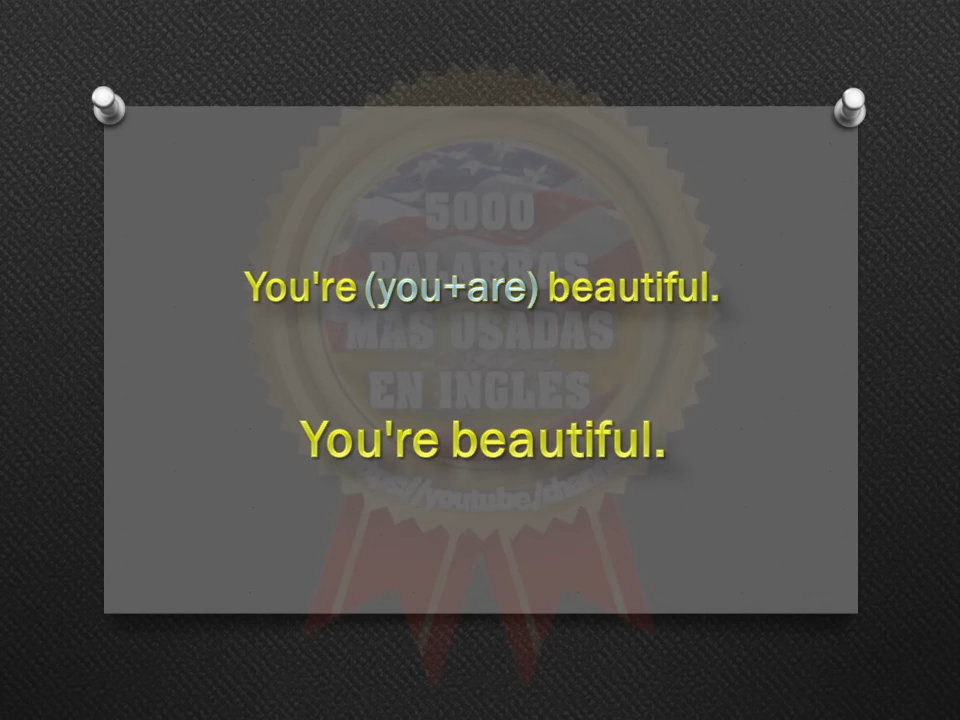 5000
PALABRAS
You're (you+are) beautiful.
MAS USADAS
EN INGLES
You're beautiful.